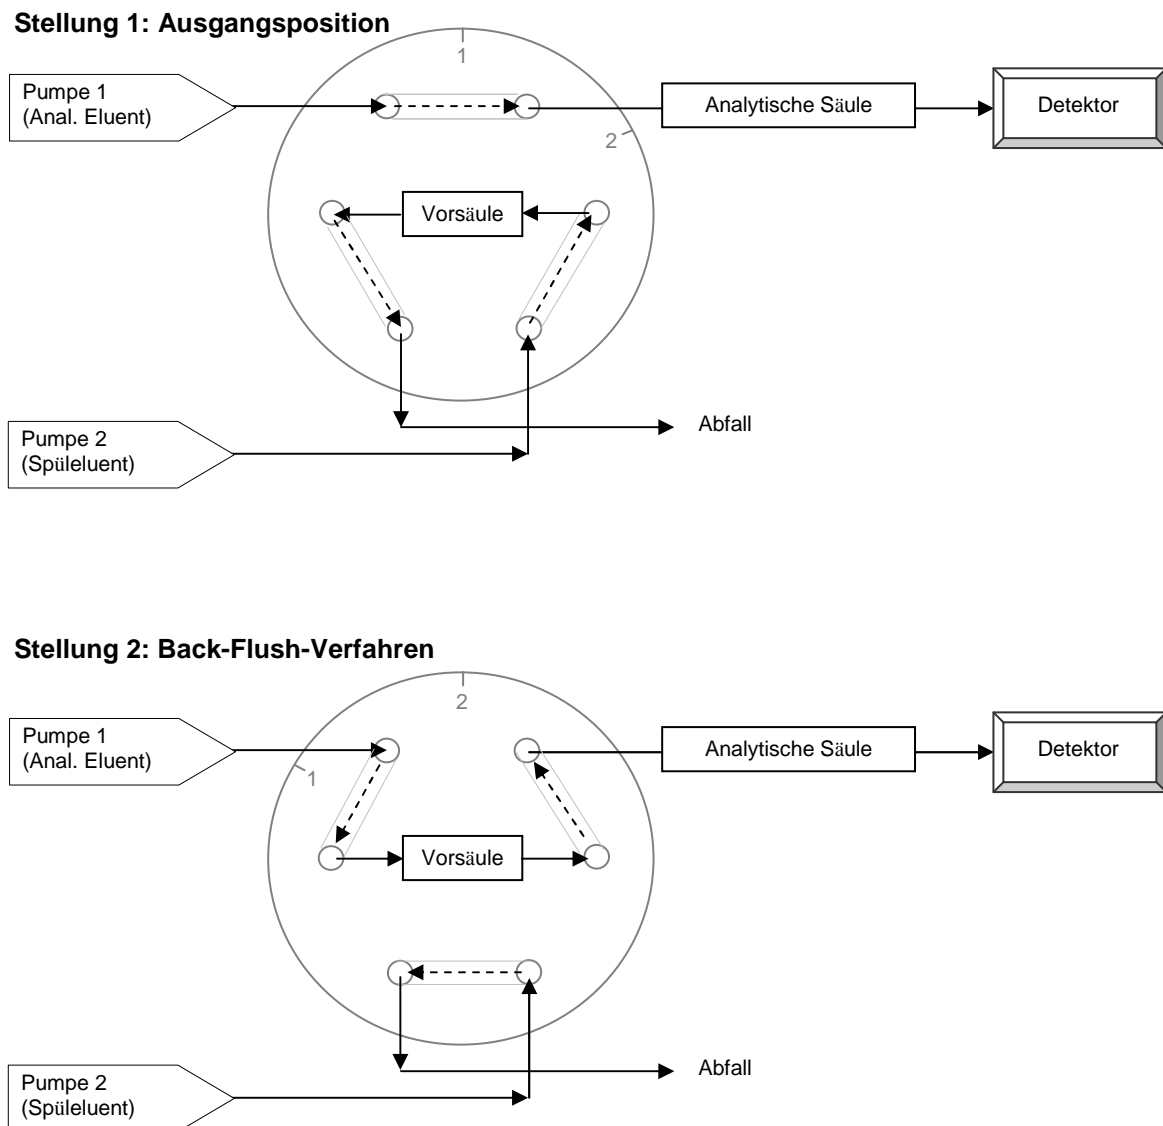 Stellung 1: Ausgangsposition
1
Pumpe 1
(Anal. Eluent)
Analytische Säule
Detektor
2
Vorsäule
Abfall
Pumpe 2
(Spüleluent)
Stellung 2: Back-Flush-Verfahren
2
Pumpe 1
(Anal. Eluent)
Analytische Säule
Detektor
1
Vorsäule
Abfall
Pumpe 2
(Spüleluent)